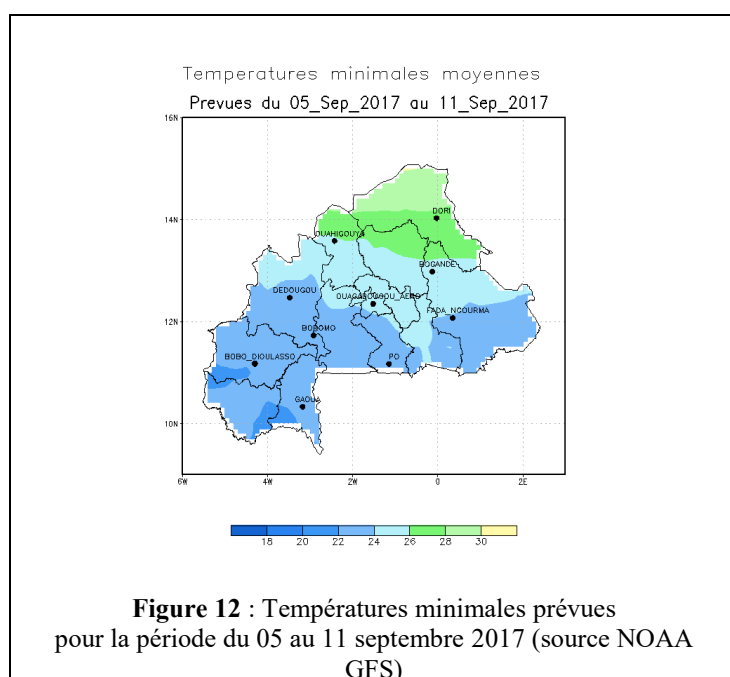 Temperatures minimales moyennes
Prevues du 05_Sep_2017 au 11_Sep_2017
16N
DORI
14N
OUAHIGOUYA
BOGANDE
DEDOUGOU
OUAGADOUGOU_AERO
FADA_NGOURMA
12N
BOROMO
BOBO_DIOULASSO
PO
GAOUA
10N
6W 4W 2W 0 2E
18 20 22 24 26 28 30
Figure 12 : Températures minimales prévues
pour la période du 05 au 11 septembre 2017 (source NOAA
GFS)